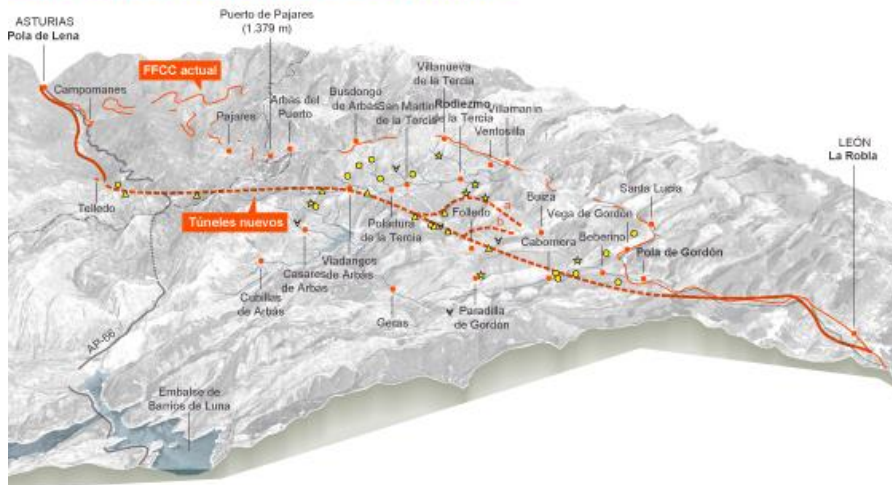 ASTURIAS
Pola de Lena
Puerto de Pajares
(1.379 m)
FFCC actual
Campomanes
Pajares
Arbás del
Puerto
Busdongo
de Arbás
San Martín
de la Tercia
Villanueva
de la Tercia
Rodiezmo
de la Tercia
Villamanín
Ventosilla
LEÓN
La Robla
Telledo
Túneles nuevos
Poladura
de la Tercia
Folledo
a
b
Buiza
Cabornera
Vega de Gordón
Beberino
Santa Lucía
Pola de Gordón
Viadangos
de Arbás
Casares
de Arbas
Cubillas
de Arbás
Geras
Paradilla
de Gordón
AP-66
Embalse de
Barrios de Luna